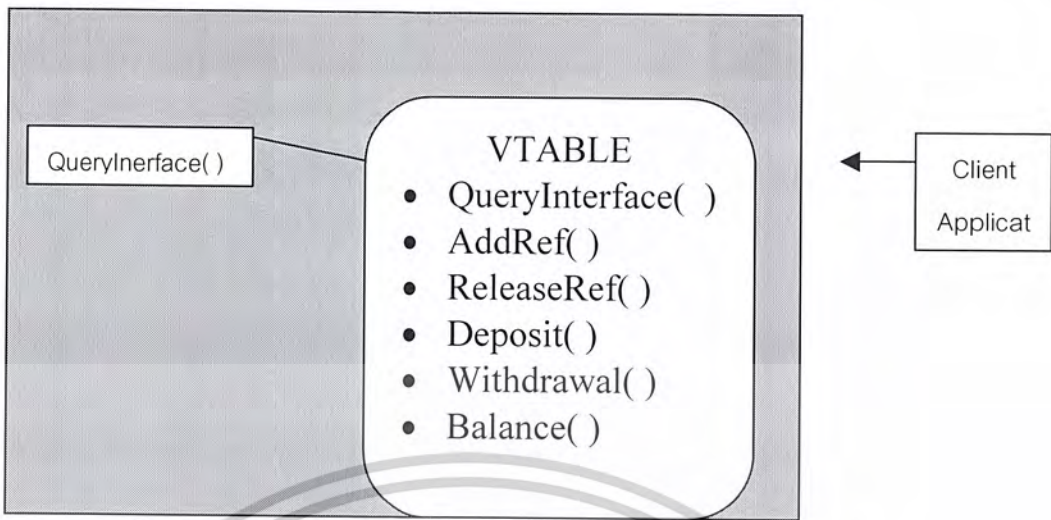 QueryInerface( )
VTABLE
• QueryInterface( )
• AddRef( )
• ReleaseRef( )
• Deposit( )
• Withdrawal( )
• Balance( )
Client
Applicat